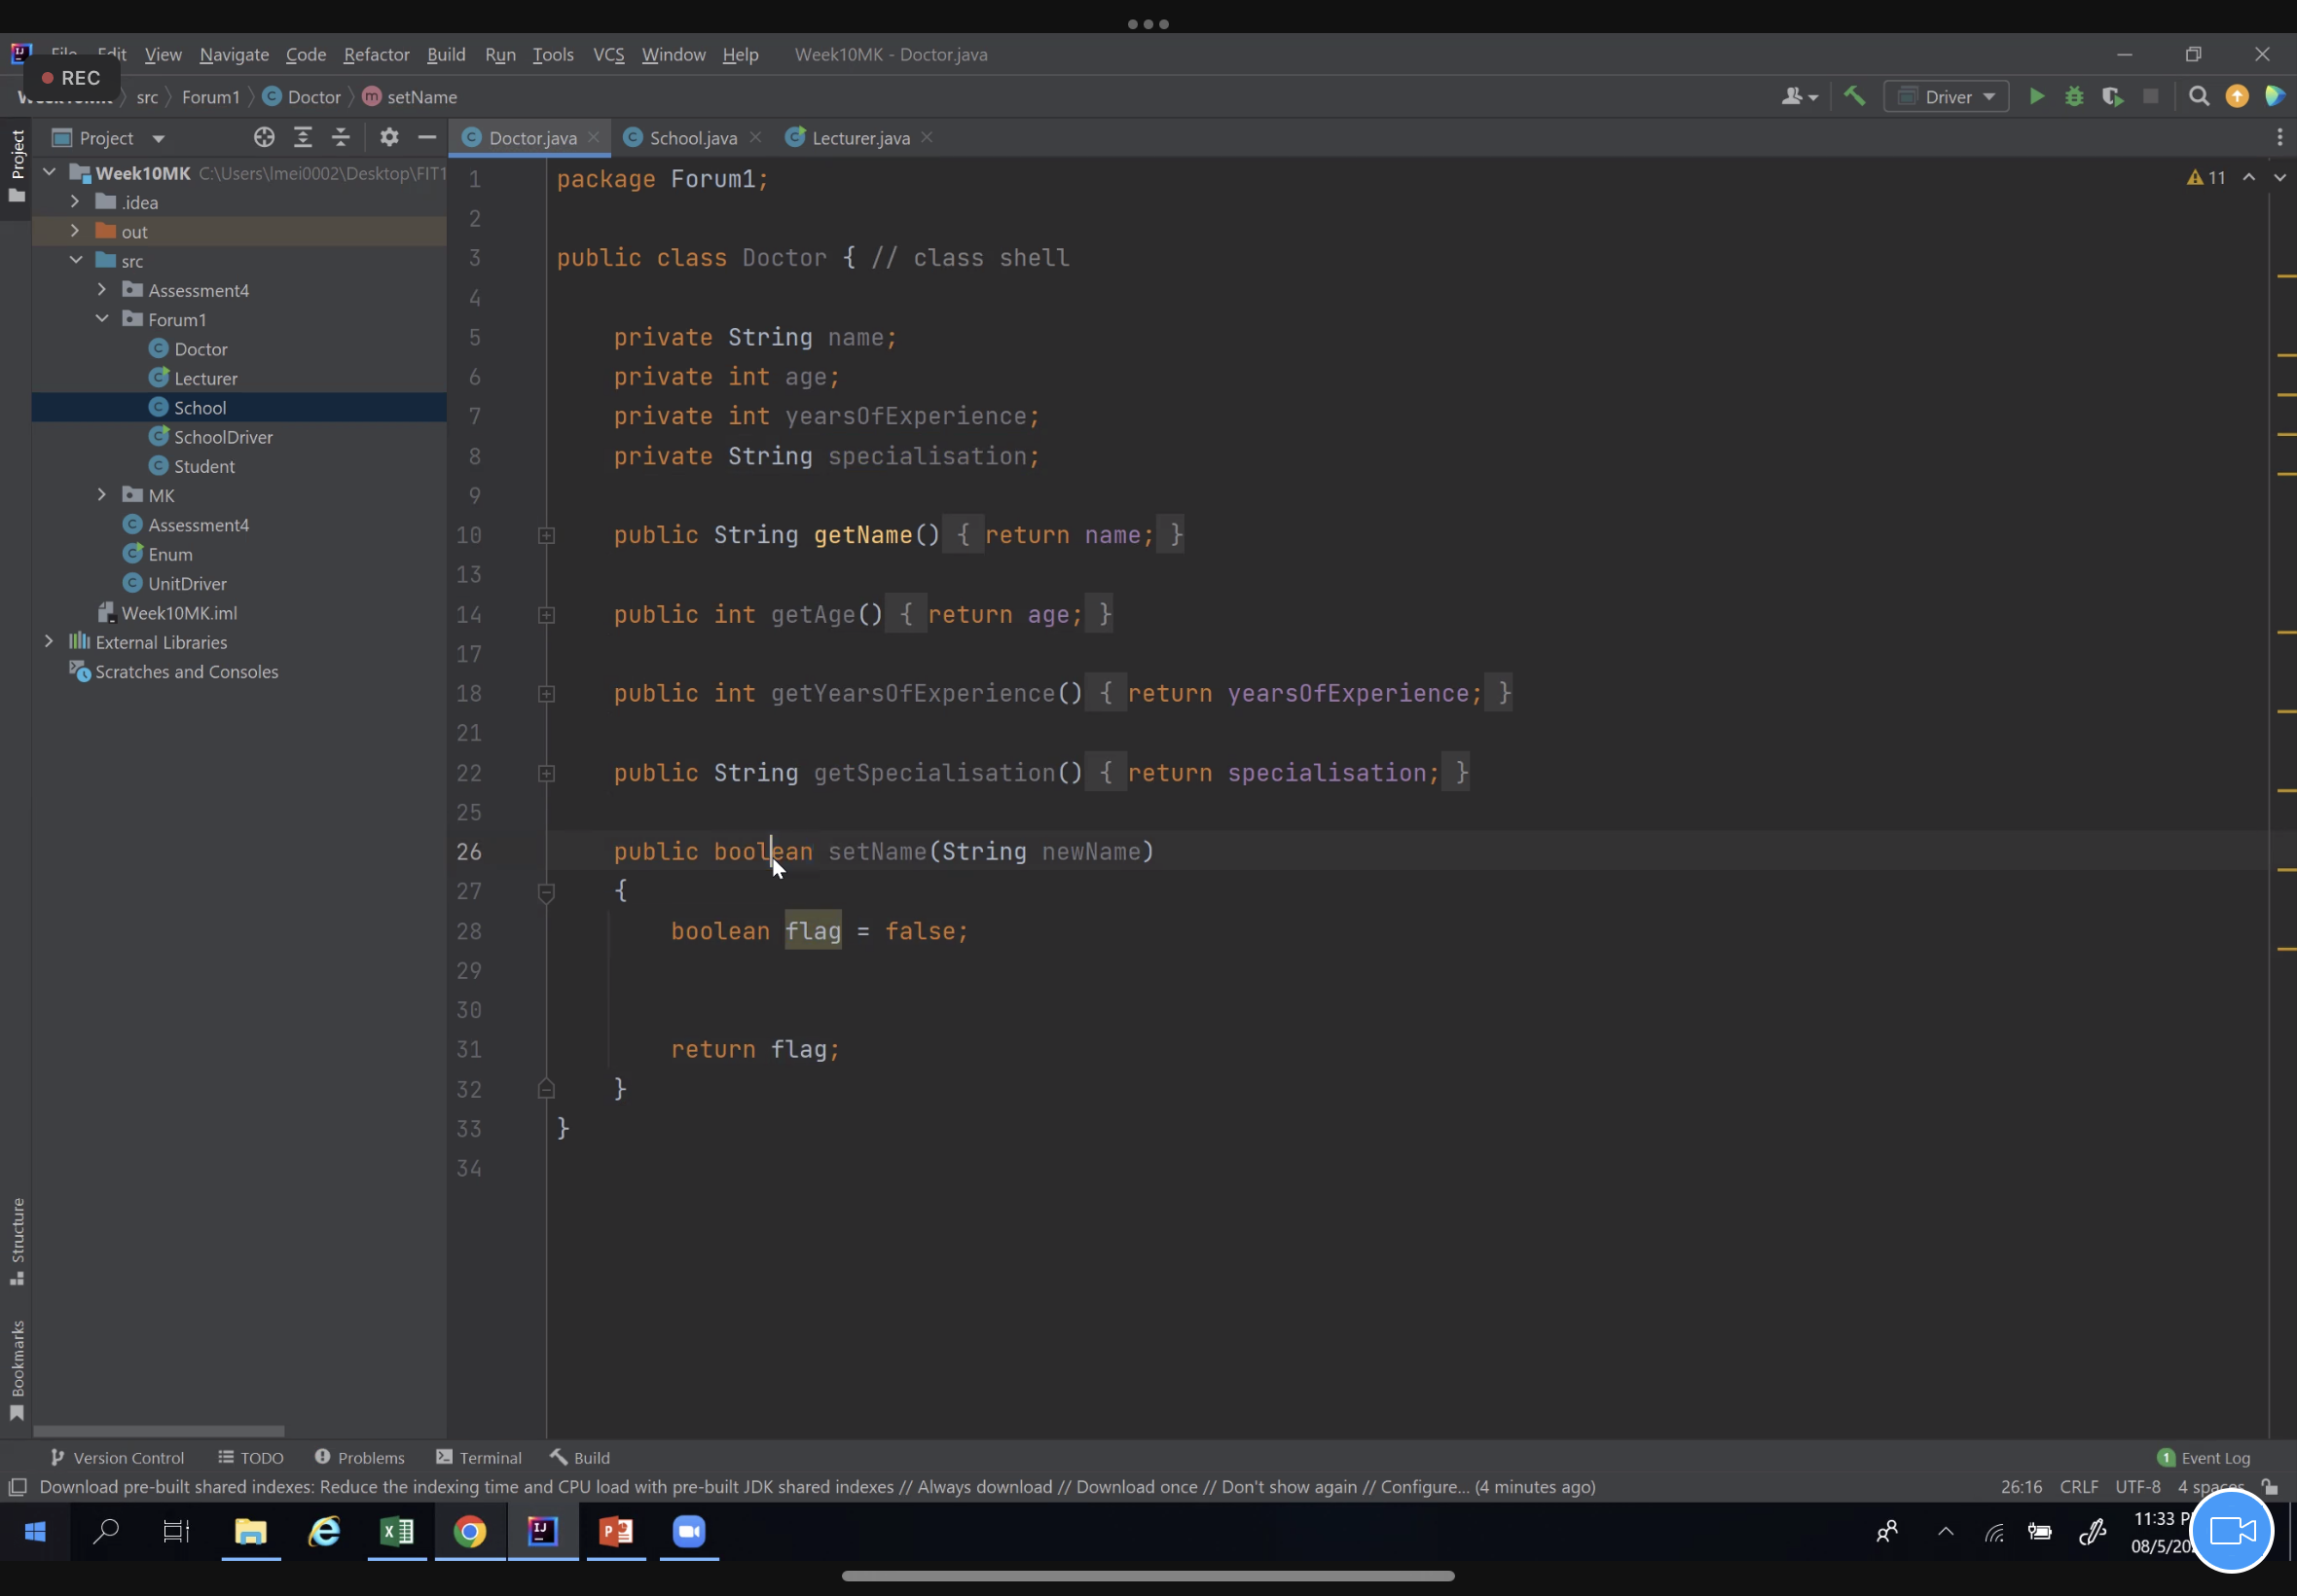 File Edit View Navigate Code Refactor Build Run Tools VCS Window Help Week10MK - Doctor.java
REC
src Forum1 Doctor setName Driver
Project Doctor.java School.java Lecturer.java
Project
Week10MK C:\Users\lmei0002\Desktop\FIT1
.idea
out
src
Assessment4
Forum1
Doctor
Lecturer
School
SchoolDriver
Student
MK
Assessment4
Enum
UnitDriver
Week10MK.iml
External Libraries
Scratches and Consoles
11
1 package Forum1;
2
3 public class Doctor { // class shell
4
5 private String name;
6 private int age;
7 private int yearsOfExperience;
8 private String specialisation;
9
10 public String getName() { return name; }
13
14 public int getAge() { return age; }
17
18 public int getYearsOfExperience() { return yearsOfExperience; }
21
22 public String getSpecialisation() { return specialisation; }
25
26 public boolean setName(String newName)
27 {
28 boolean flag = false;
29
30
31 return flag;
32 }
33 }
34
Structure
Bookmarks
Version Control TODO Problems Terminal Build 1 Event Log
Download pre-built shared indexes: Reduce the indexing time and CPU load with pre-built JDK shared indexes // Always download // Download once // Don't show again // Configure... (4 minutes ago) 26:16 CRLF UTF-8 4 spaces
11:33 P
08/5/20